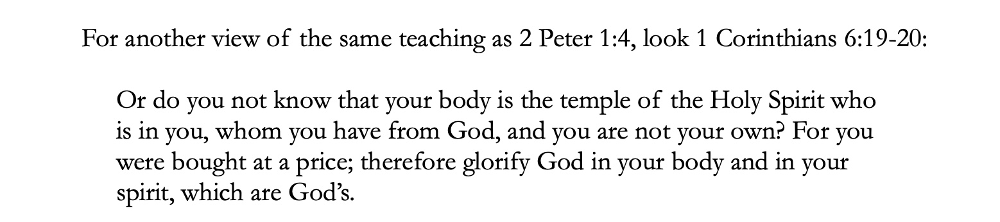 For another view of the same teaching as 2 Peter 1:4, look 1 Corinthians 6:19-20:
Or do you not know that your body is the temple of the Holy Spirit who
is in you, whom you have from God, and you are not your own? For you
were bought at a price; therefore glorify God in your body and in your
spirit, which are God’s.